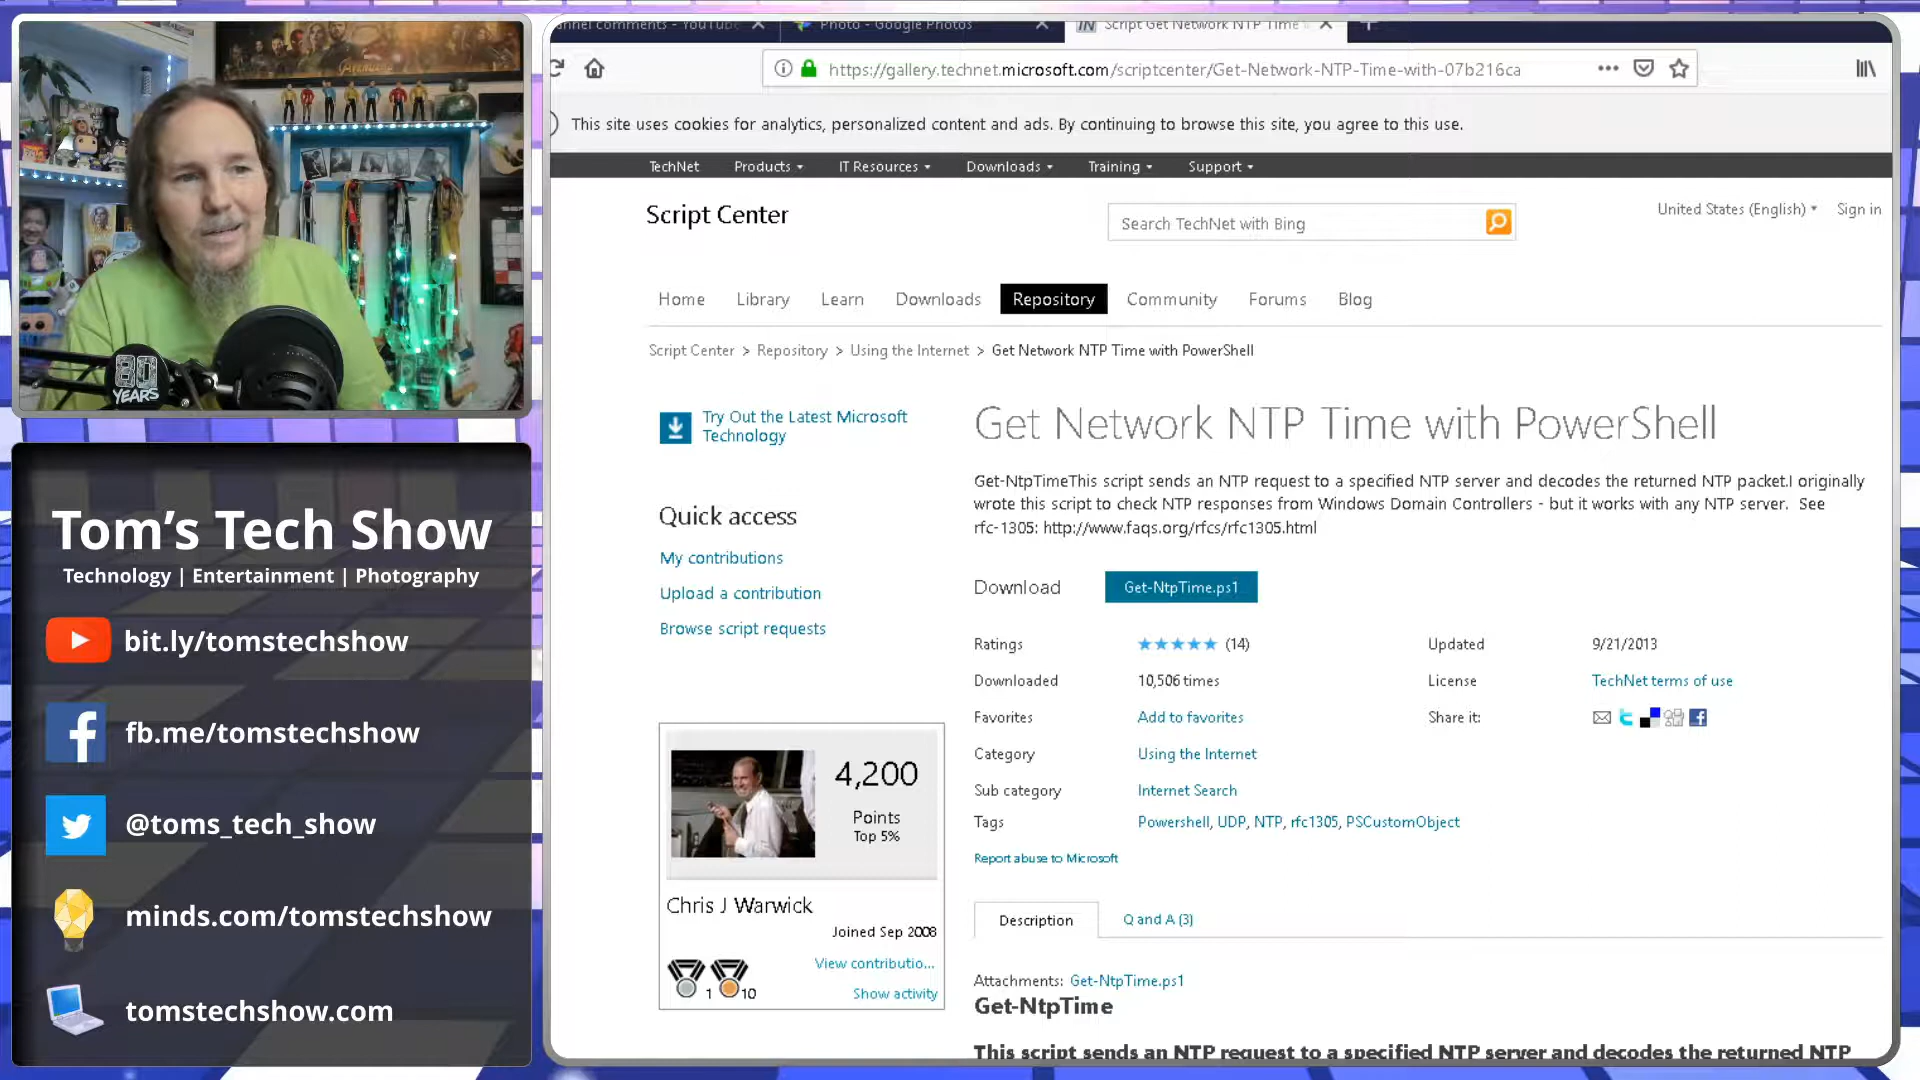 annel comments - YouTube
Photo - Google Photos
Script Get Network NTP Time
https://gallery.technet.microsoft.com/scriptcenter/Get-Network-NTP-Time-with-07b216ca
This site uses cookies for analytics, personalized content and ads. By continuing to browse this site, you agree to this use.
TechNet Products IT Resources Downloads Training Support
Script Center
Search TechNet with Bing
United States (English) Sign in
Home Library Learn Downloads Repository Community Forums Blog
Script Center > Repository > Using the Internet > Get Network NTP Time with PowerShell
Try Out the Latest Microsoft
Technology
Quick access
My contributions
Upload a contribution
Browse script requests
4,200
Points
Top 5%
Chris J Warwick
Joined Sep 2008
View contributio...
1 10
Show activity
Get Network NTP Time with PowerShell
Get-NtpTimeThis script sends an NTP request to a specified NTP server and decodes the returned NTP packet.I originally
wrote this script to check NTP responses from Windows Domain Controllers - but it works with any NTP server. See
rfc-1305: http://www.faqs.org/rfcs/rfc1305.html
Download Get-NtpTime.ps1
Ratings (14) Updated 9/21/2013
Downloaded 10,506 times License TechNet terms of use
Favorites Add to favorites Share it:
Category Using the Internet
Sub category Internet Search
Tags Powershell, UDP, NTP, rfc1305, PSCustomObject
Report abuse to Microsoft
Description Q and A (3)
Attachments: Get-NtpTime.ps1
Get-NtpTime
This script sends an NTP request to a specified NTP server and decodes the returned NTP
80
YEARS
Tom's Tech Show
Technology | Entertainment | Photography
bit.ly/tomstechshow
fb.me/tomstechshow
@toms_tech_show
minds.com/tomstechshow
tomstechshow.com